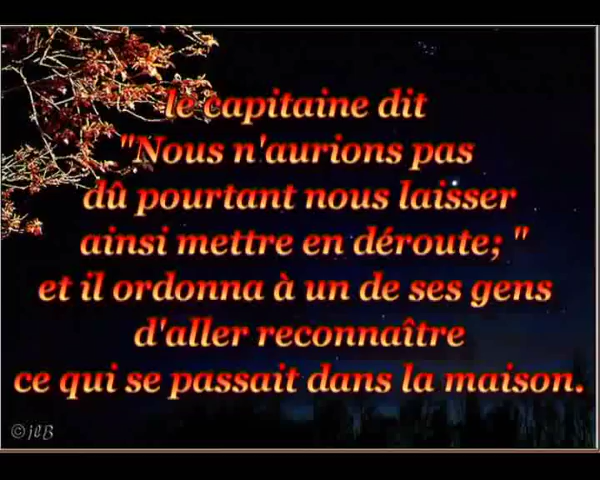 le capitaine dit
"Nous n'aurions pas
dû pourtant nous laisser
ainsi mettre en déroute; "
et il ordonna à un de ses gens
d'aller reconnaître
ce qui se passait dans la maison.
©jlB